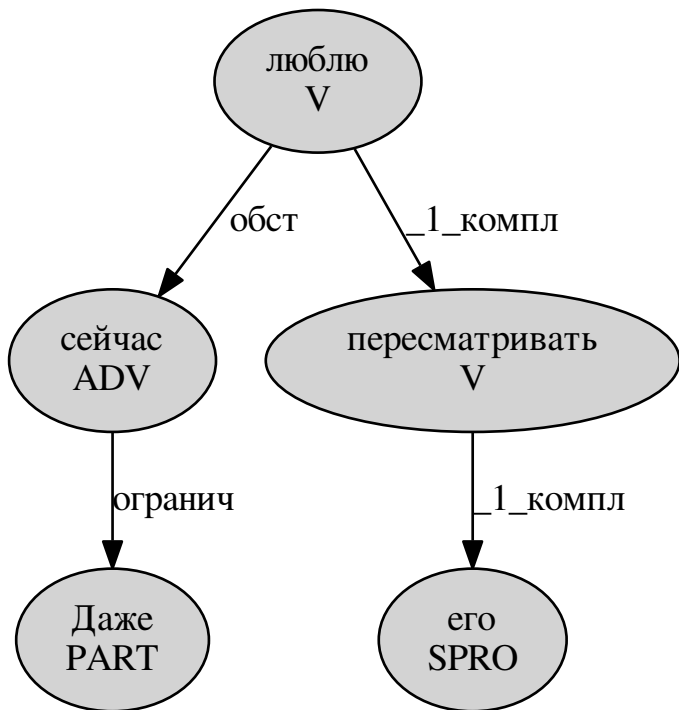 люблю
V
обст
_1_компл
сейчас
ADV
пересматривать
V
огранич
_1_компл
Даже
PART
его
SPRO